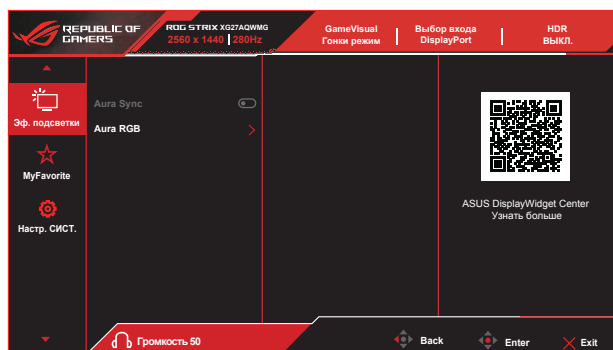 REPUBLIC OF
GAMERS
ROG STRIX XG27AQWMG
2560 x 1440 280Hz
GameVisual
Гонки режим
Выбор входа
DisplayPort
HDR
ВЫКЛ.
Эф. подсветки
MyFavorite
Настр. СИСТ.
Aura Sync
Aura RGB
ASUS DisplayWidget Center
Узнать больше
Громкость 50
Back
Enter
Exit